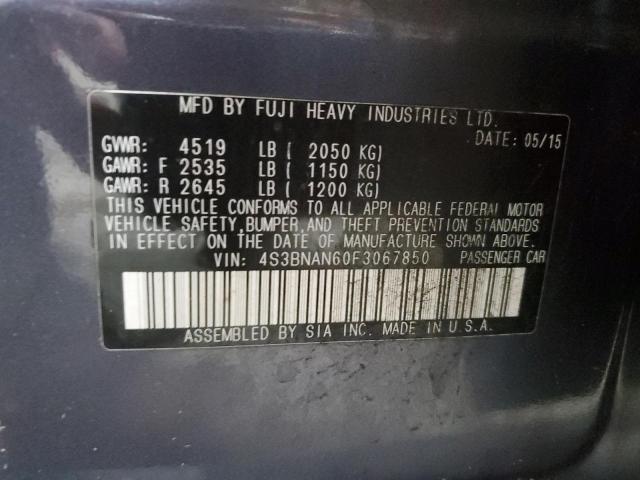 MFD BY FUJI HEAVY INDUSTRIES LTD.
DATE: 05/15
GVWR: 4519 LB ( 2050 KG)
GAWR: F 2535 LB ( 1150 KG)
GAWR: R 2645 LB ( 1200 KG)
THIS VEHICLE CONFORMS TO ALL APPLICABLE FEDERAL MOTOR
VEHICLE SAFETY, BUMPER, AND THEFT PREVENTION STANDARDS
IN EFFECT ON THE DATE OF MANUFACTURE SHOWN ABOVE.
VIN: 4S3BNAN60F3067850 PASSENGER CAR
ASSEMBLED BY SIA INC. MADE IN U.S.A.